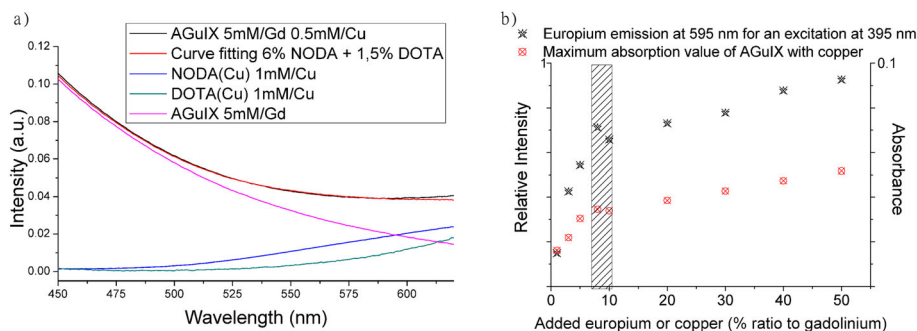 a)
AGuIX 5mM/Gd 0.5mM/Cu
Curve fitting 6% NODA + 1,5% DOTA
NODA(Cu) 1mM/Cu
DOTA(Cu) 1mM/Cu
AGuIX 5mM/Gd
0.12
0.10
0.08
0.06
0.04
0.02
0.00
Intensity (a.u.)
450 475 500 525 550 575 600
Wavelength (nm)
b)
Europium emission at 595 nm for an excitation at 395 nm
Maximum absorption value of AGuIX with copper
1
0.1
Relative Intensity
Absorbance
0
0 10 20 30 40 50
Added europium or copper (% ratio to gadolinium)